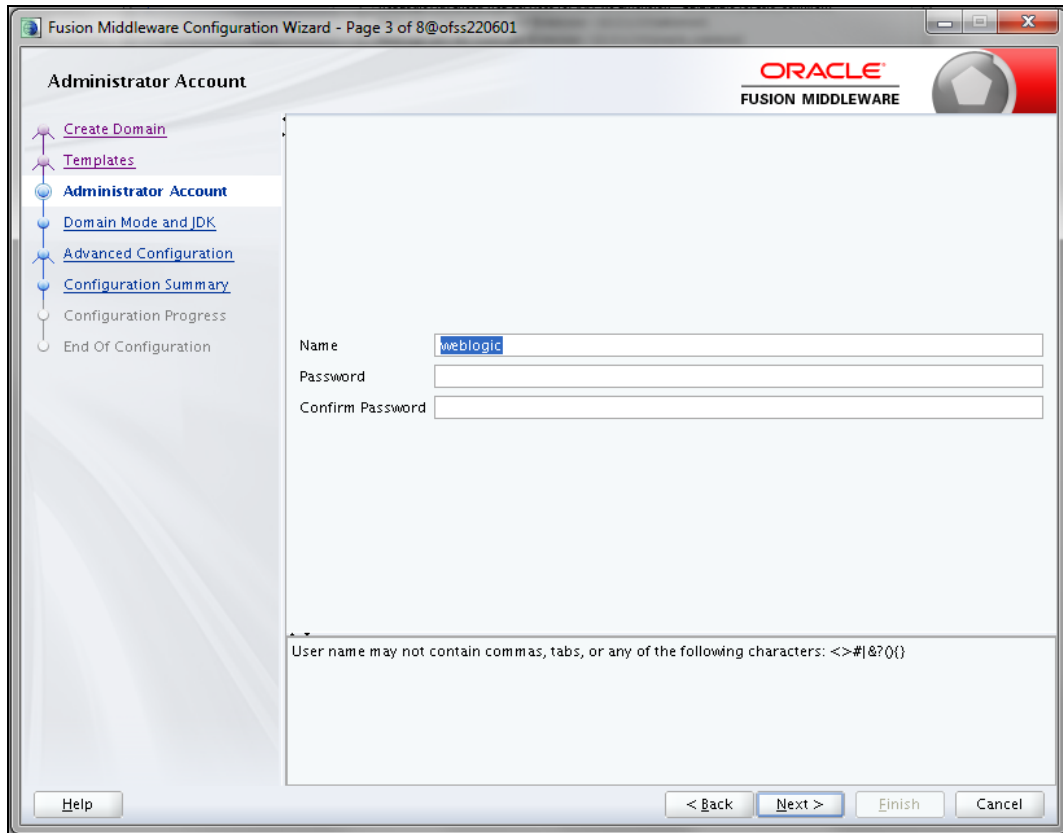 Fusion Middleware Configuration Wizard - Page 3 of 8@ofss220601
Administrator Account
ORACLE®
FUSION MIDDLEWARE
Create Domain
Templates
Administrator Account
Domain Mode and JDK
Advanced Configuration
Configuration Summary
Configuration Progress
End Of Configuration
Name weblogic
Password
Confirm Password
User name may not contain commas, tabs, or any of the following characters: <>#|&?(){}
Help < Back Next > Finish Cancel